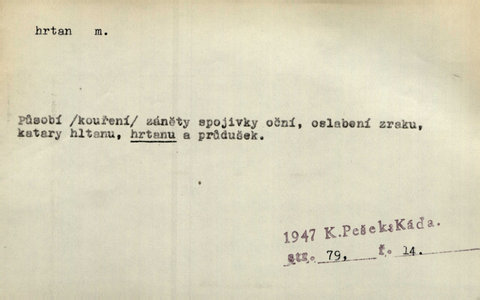 hrtan m.
Působí /kouření/ záněty spojivky oční, oslabení zraku,
katary hltanu, hrtanu a průdušek.
1947 K.Pešek:Káďa.
str. 79, ř. 14.